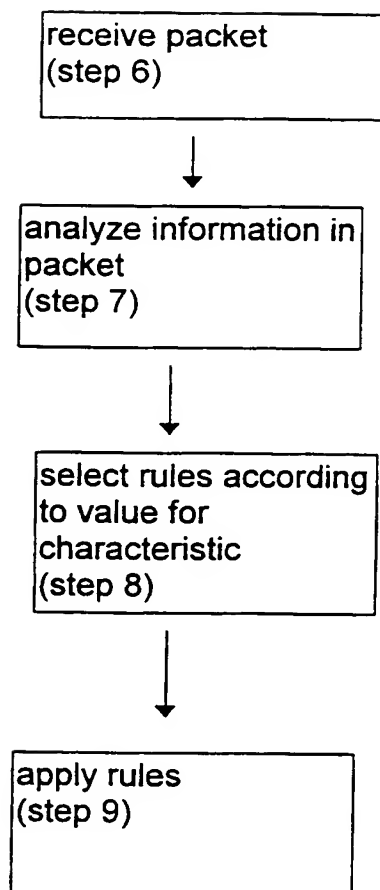 receive packet
(step 6)
analyze information in
packet
(step 7)
select rules according
to value for
characteristic
(step 8)
apply rules
(step 9)